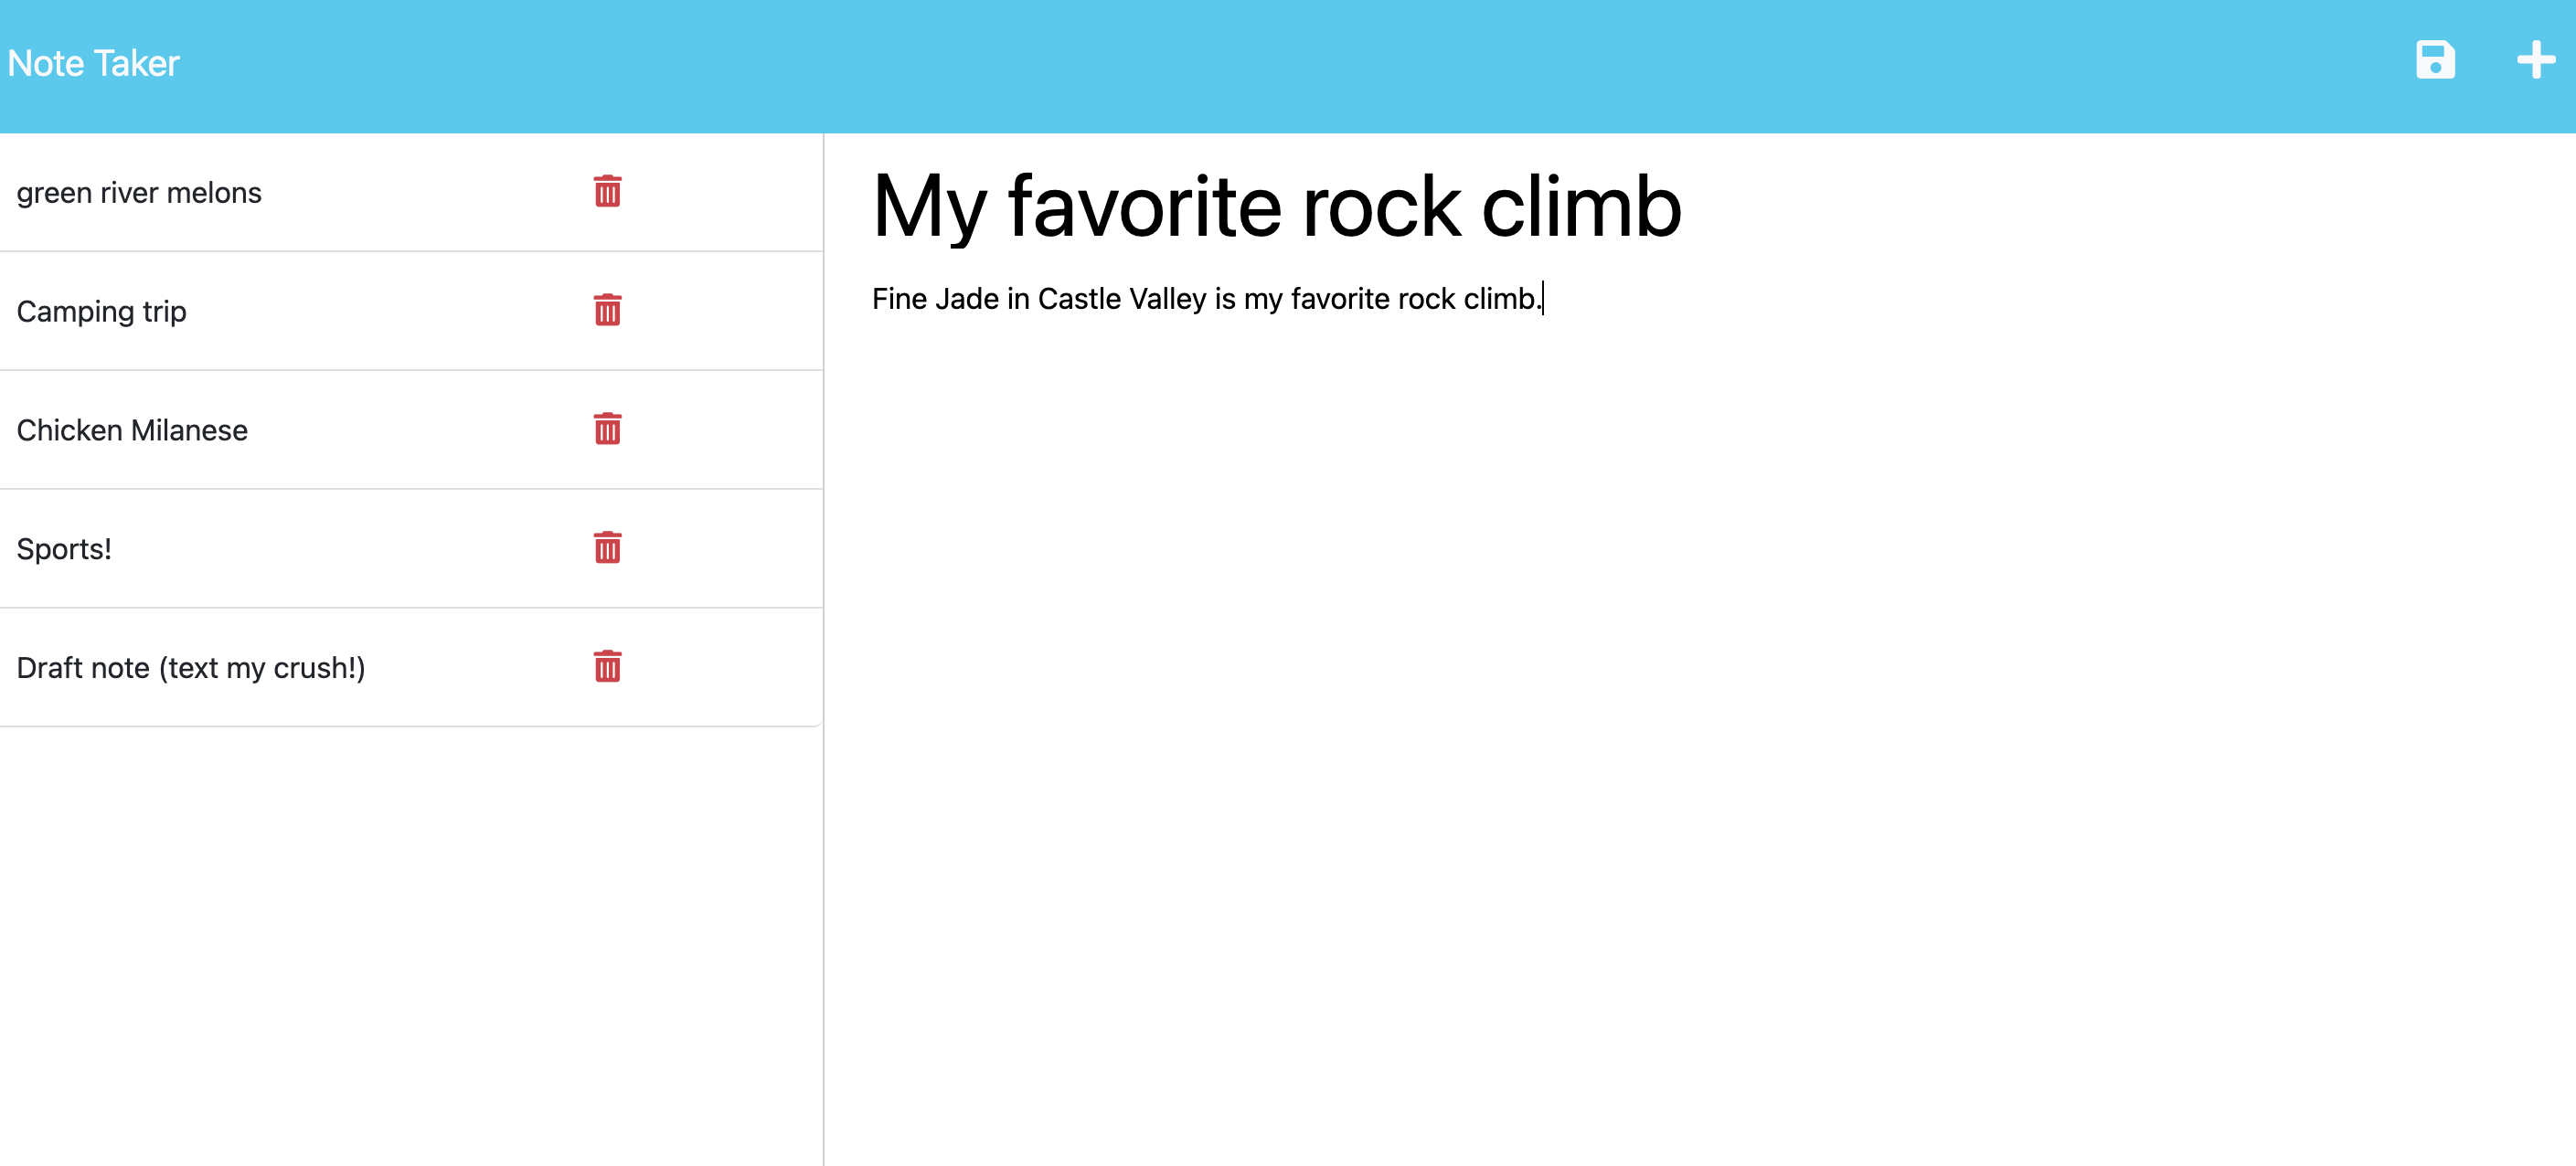 Note Taker
green river melons
Camping trip
Chicken Milanese
Sports!
Draft note (text my crush!)
My favorite rock climb
Fine Jade in Castle Valley is my favorite rock climb.